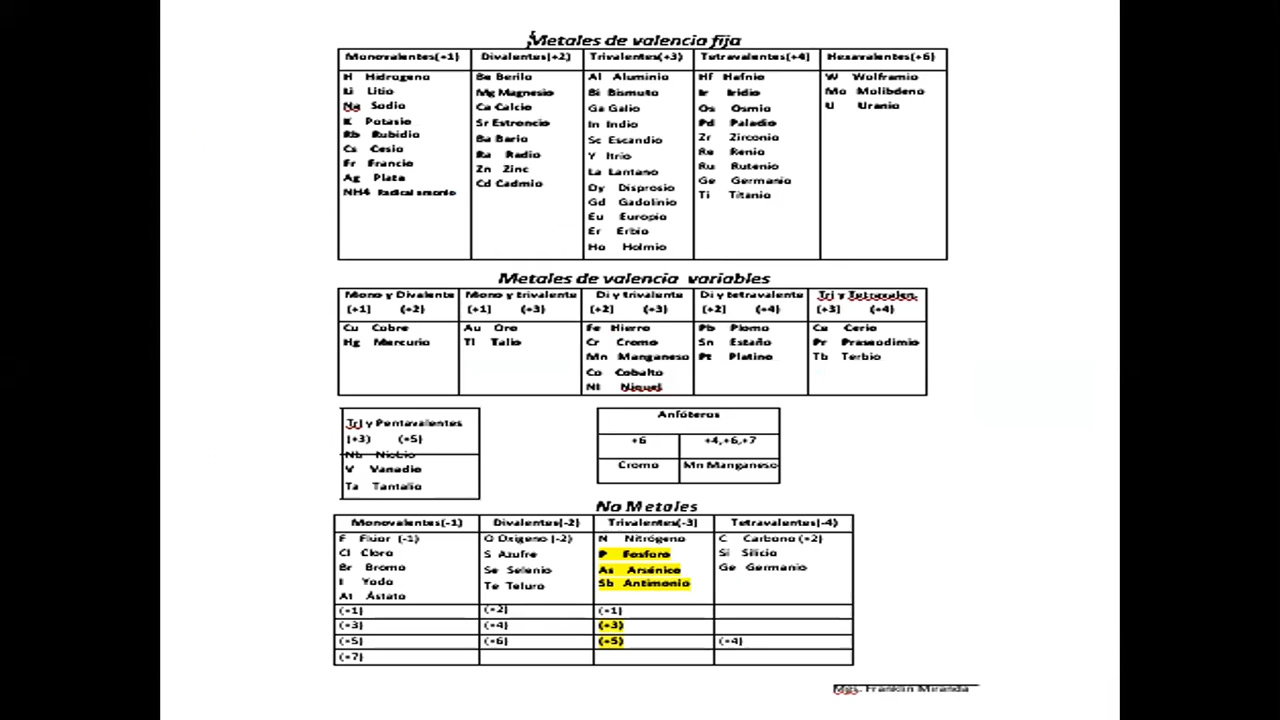 Metales de valencia fija
Monovalentes(+1) Divalentes(+2) Trivalentes(+3) Tetravalentes(+4) Hexavalentes(+6)
H Hidrogeno Be Berilo Al Aluminio Hf Hafnio W Wolframio
Li Litio Mg Magnesio Bi Bismuto Ir Iridio Mo Molibdeno
Na Sodio Ca Calcio Ga Galio Os Osmio U Uranio
K Potasio Sr Estroncio In Indio Pd Paladio
Rb Rubidio Ba Bario Sc Escandio Zr Zirconio
Cs Cesio Ra Radio Y Itrio Re Renio
Fr Francio Zn Zinc La Lantano Ru Rutenio
Ag Plata Cd Cadmio Dy Disprosio Ge Germanio
NH4 Radical amonio Gd Gadolinio Ti Titanio
Eu Europio
Er Erbio
Ho Holmio
Metales de valencia variables
Mono y Divalente Mono y trivalente Di y trivalente Di y tetravalente Tri y Tetravalen.
(+1) (+2) (+1) (+3) (+2) (+3) (+2) (+4) (+3) (+4)
Cu Cobre Au Oro Fe Hierro Pb Plomo Ce Cerio
Hg Mercurio Tl Talio Cr Cromo Sn Estaño Pr Praseodimio
Mn Manganeso Pt Platino Tb Terbio
Co Cobalto
NI Niquel
Tri y Pentavalentes
(+3) (+5)
Nb Niobio
V Vanadio
Ta Tantalio
Anfóteros
+6 +4,+6,+7
Cromo Mn Manganeso
No Metales
Monovalentes(-1) Divalentes(-2) Trivalentes(-3) Tetravalentes(-4)
F Flúor (-1) O Oxigeno (-2) N Nitrógeno C Carbono (+2)
Cl Cloro S Azufre P Fosforo Si Silicio
Br Bromo Se Selenio As Arsénico Ge Germanio
I Yodo Te Teluro Sb Antimonio
At Ástato
(+1) (+2) (+1)
(+3) (+4) (+3)
(+5) (+6) (+5) (+4)
(+7)
Mgs. Franklin Miranda